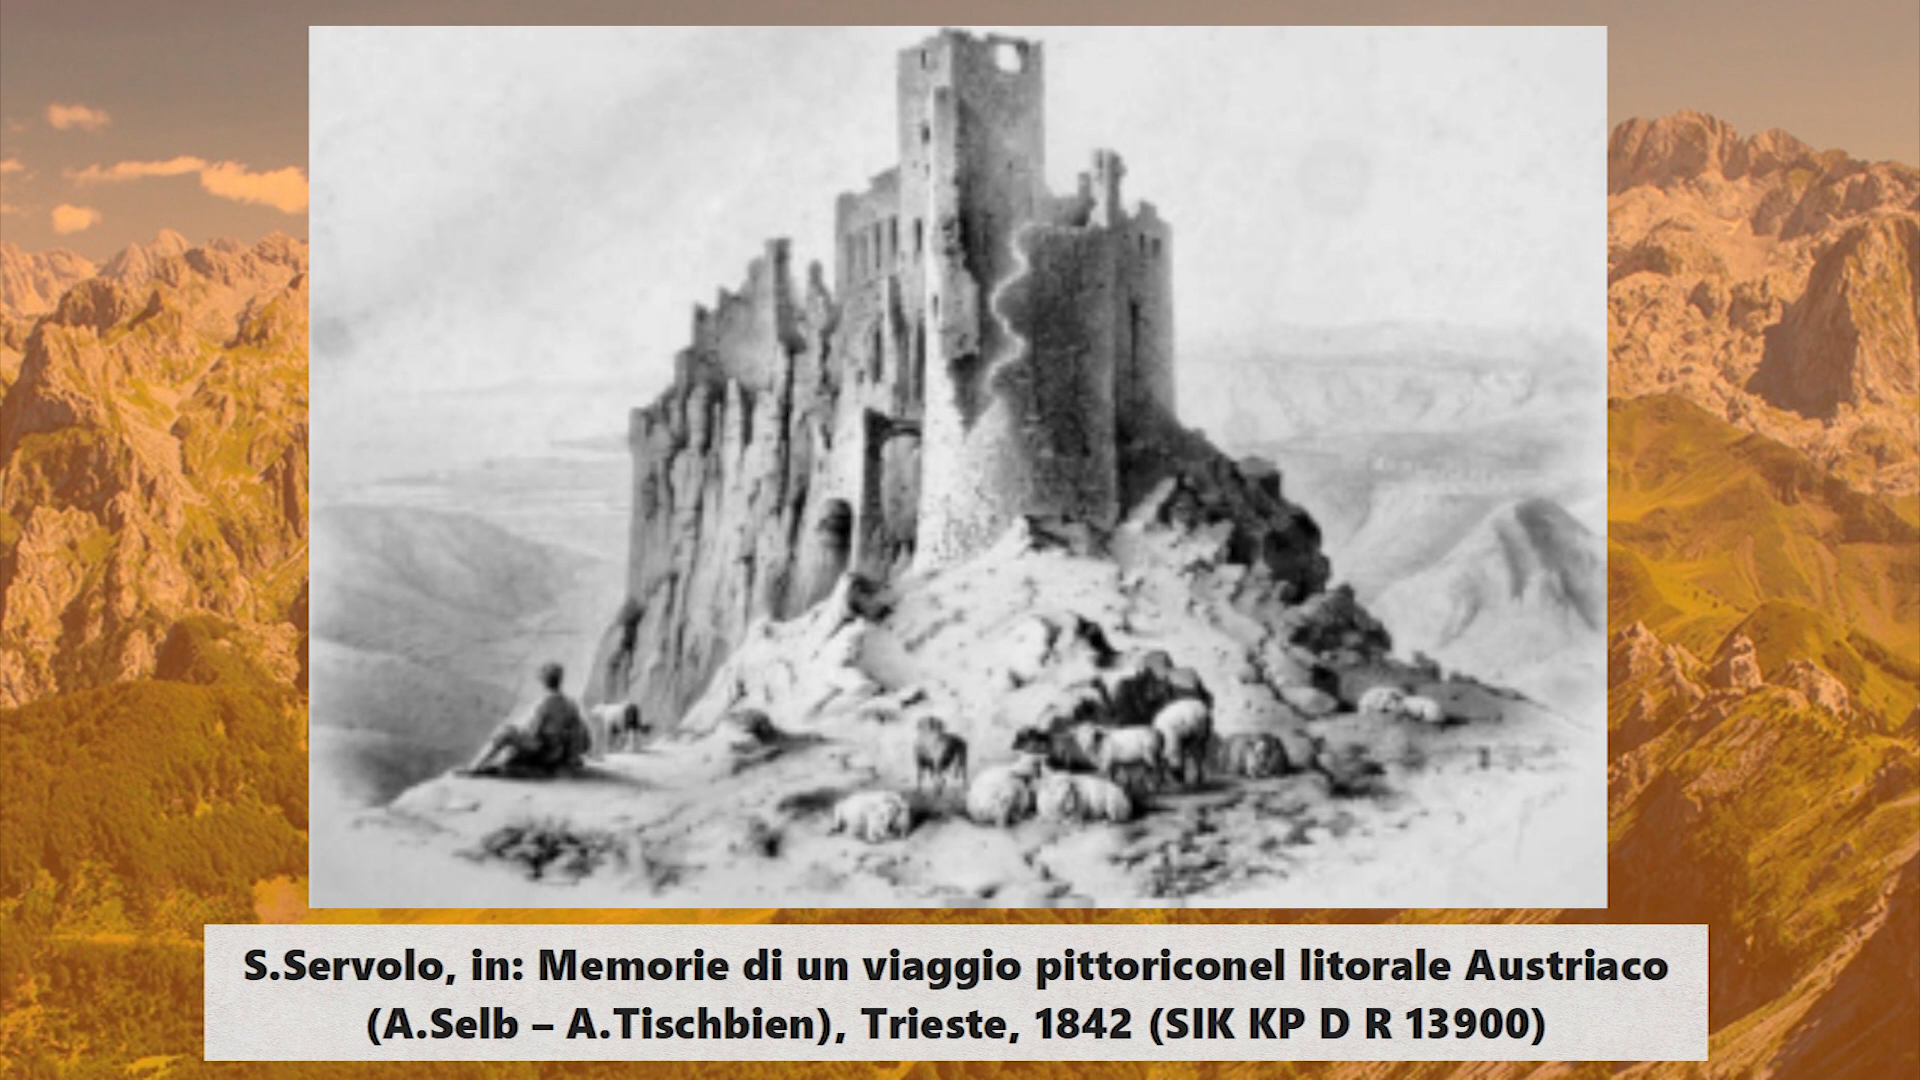 S.Servolo, in: Memorie di un viaggio pittoriconel litorale Austriaco
(A.Selb – A.Tischbien), Trieste, 1842 (SIK KP D R 13900)